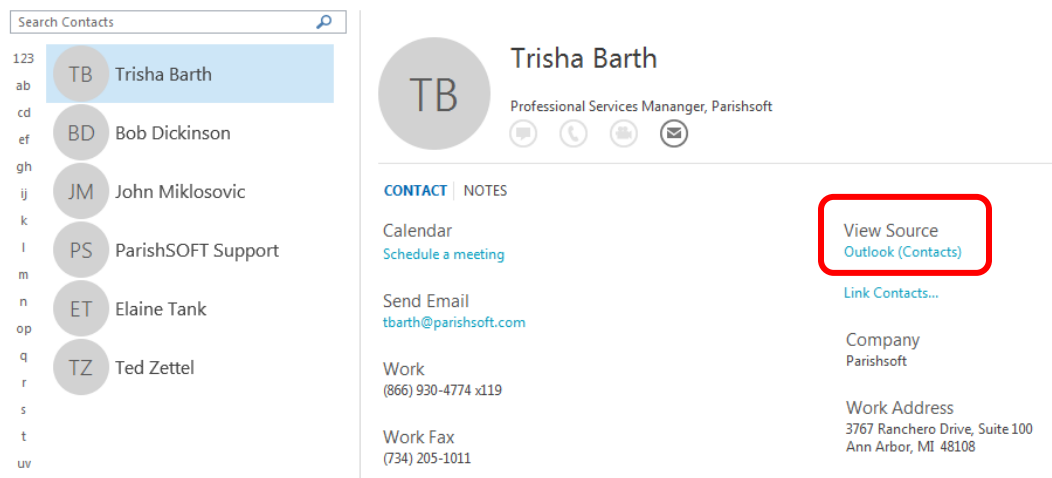 Search Contacts
123
ab
cd
ef
gh
ij
k
l
m
n
op
q
r
s
t
uv
TB Trisha Barth
BD Bob Dickinson
JM John Miklosovic
PS ParishSOFT Support
ET Elaine Tank
TZ Ted Zettel
TB
Trisha Barth
Professional Services Mananger, Parishsoft
CONTACT NOTES
Calendar
Schedule a meeting
Send Email
tbarth@parishsoft.com
Work
(866) 930-4774 x119
Work Fax
(734) 205-1011
View Source
Outlook (Contacts)
Link Contacts...
Company
Parishsoft
Work Address
3767 Ranchero Drive, Suite 100
Ann Arbor, MI 48108